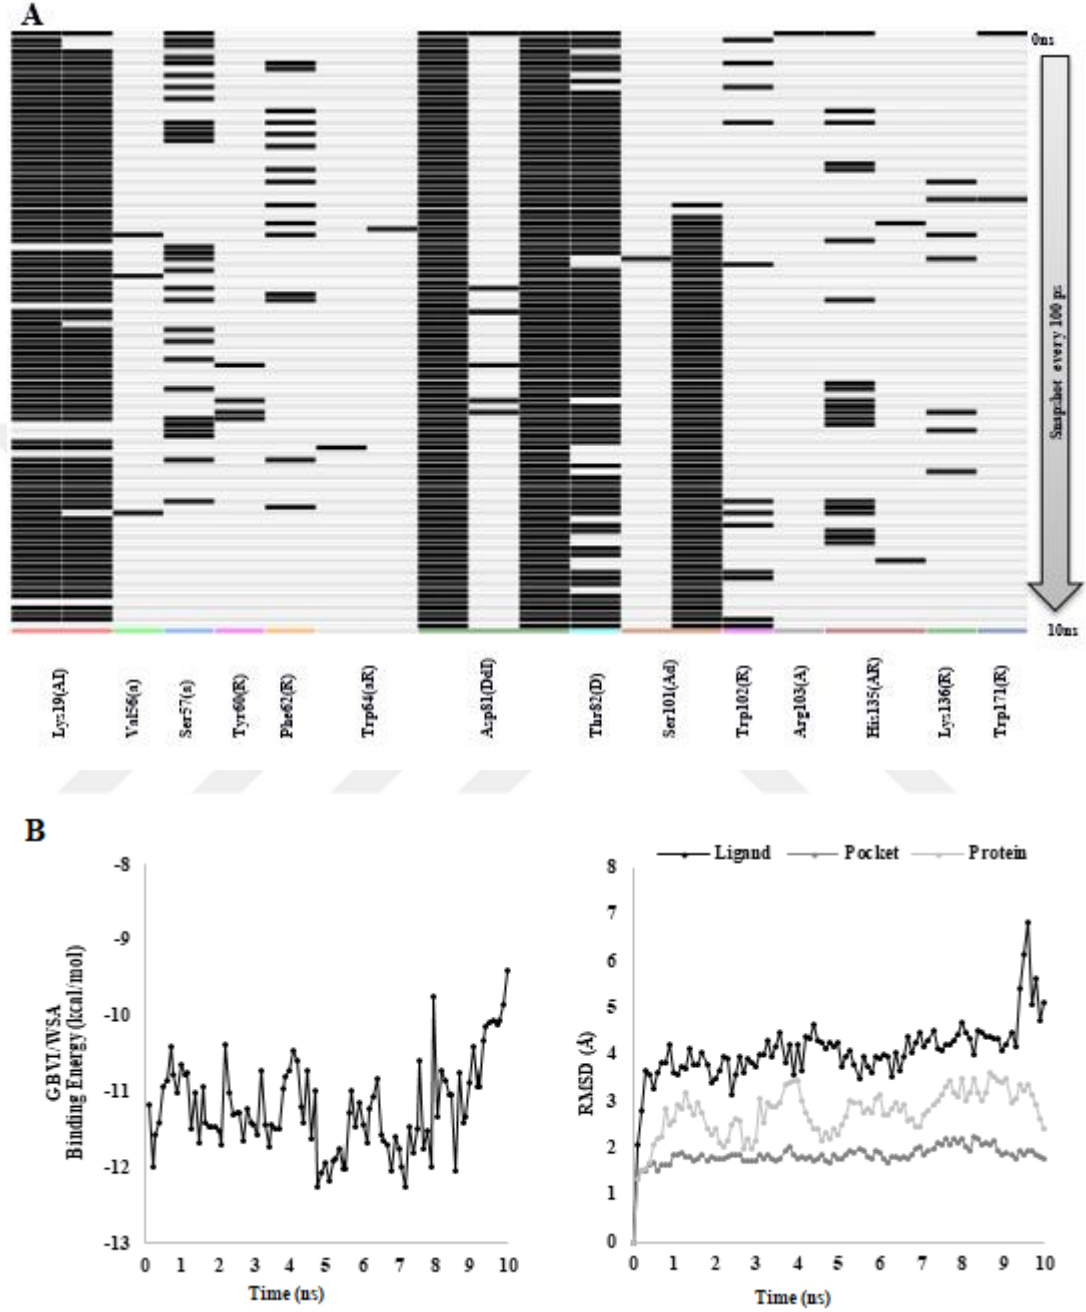 A
0ns
Snapshot every 100 ps
10ns
Lys19(AI)
Val56(a)
Ser57(a)
Tyr60(R)
Phe62(R)
Trp64(aR)
Asp81(DdI)
Thr82(D)
Ser101(Ad)
Trp102(R)
Arg103(A)
His135(AR)
Lys136(R)
Trp171(R)
B
-8
-9
-10
-11
-12
-13
GBVI/WSA
Binding Energy (kcal/mol)
0 1 2 3 4 5 6 7 8 9 10
Time (ns)
Ligand Pocket Protein
8
7
6
5
4
3
2
1
0
RMSD (Å)
0 1 2 3 4 5 6 7 8 9 10
Time (ns)